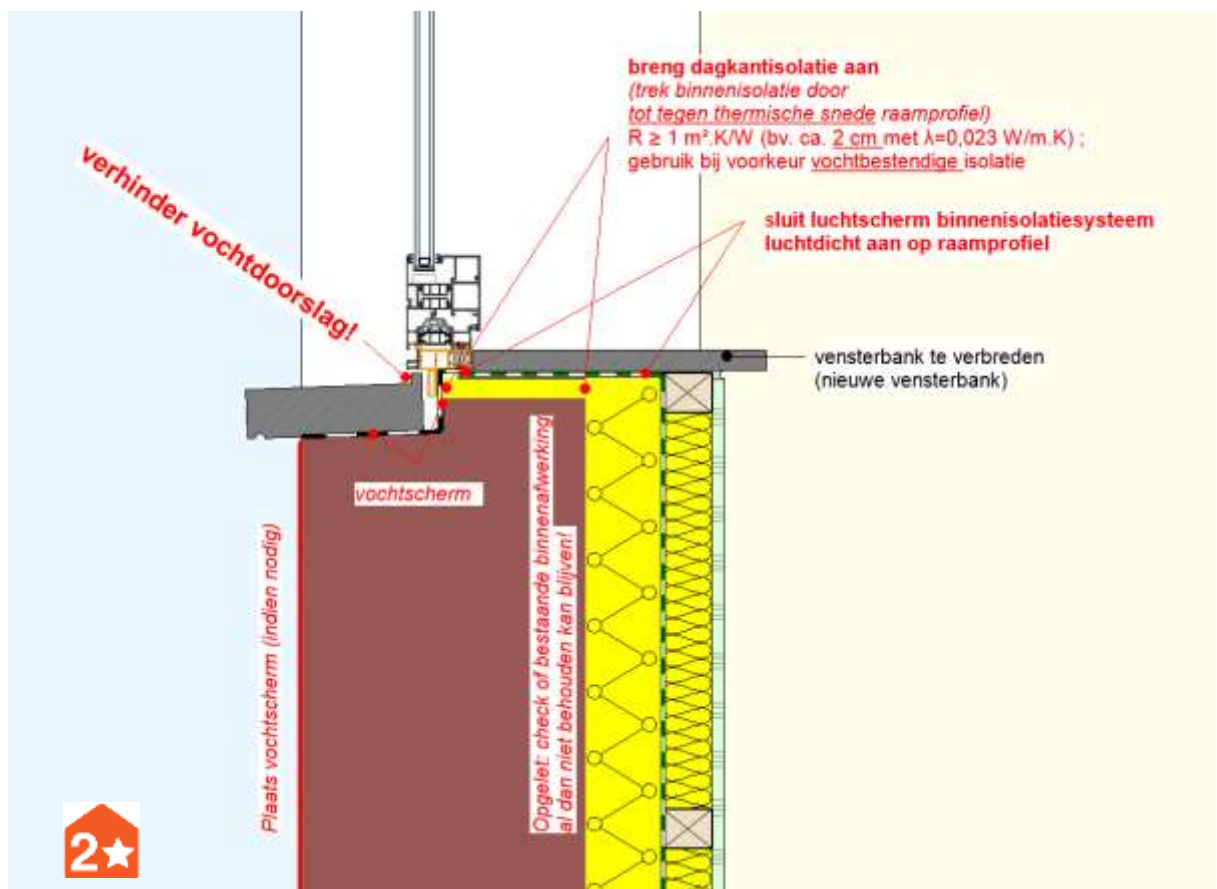 breng dagkantisolatie aan
(trek binnenisolatie door
tot tegen thermische snede raamprofiel)
R ≥ 1 m².K/W (bv. ca. 2 cm met λ=0,023 W/m.K) ;
gebruik bij voorkeur vochtbestendige isolatie
verhinder vochtdoorslag!
sluit luchtscherm binnenisolatiesysteem
luchtdicht aan op raamprofiel
vensterbank te verbreden
(nieuwe vensterbank)
vochtscherm
Plaats vochtscherm (indien nodig)
Opgelet: check of bestaande binnenafwerking
al dan niet behouden kan blijven!
2